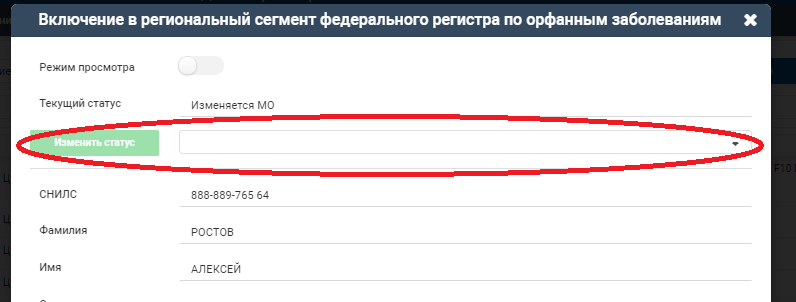 Включение в региональный сегмент федерального регистра по орфанным заболеваниям
Режим просмотра
Текущий статус Изменяется МО
Изменить статус
СНИЛС 888-889-765 64
Фамилия РОСТОВ
Имя АЛЕКСЕЙ
F10